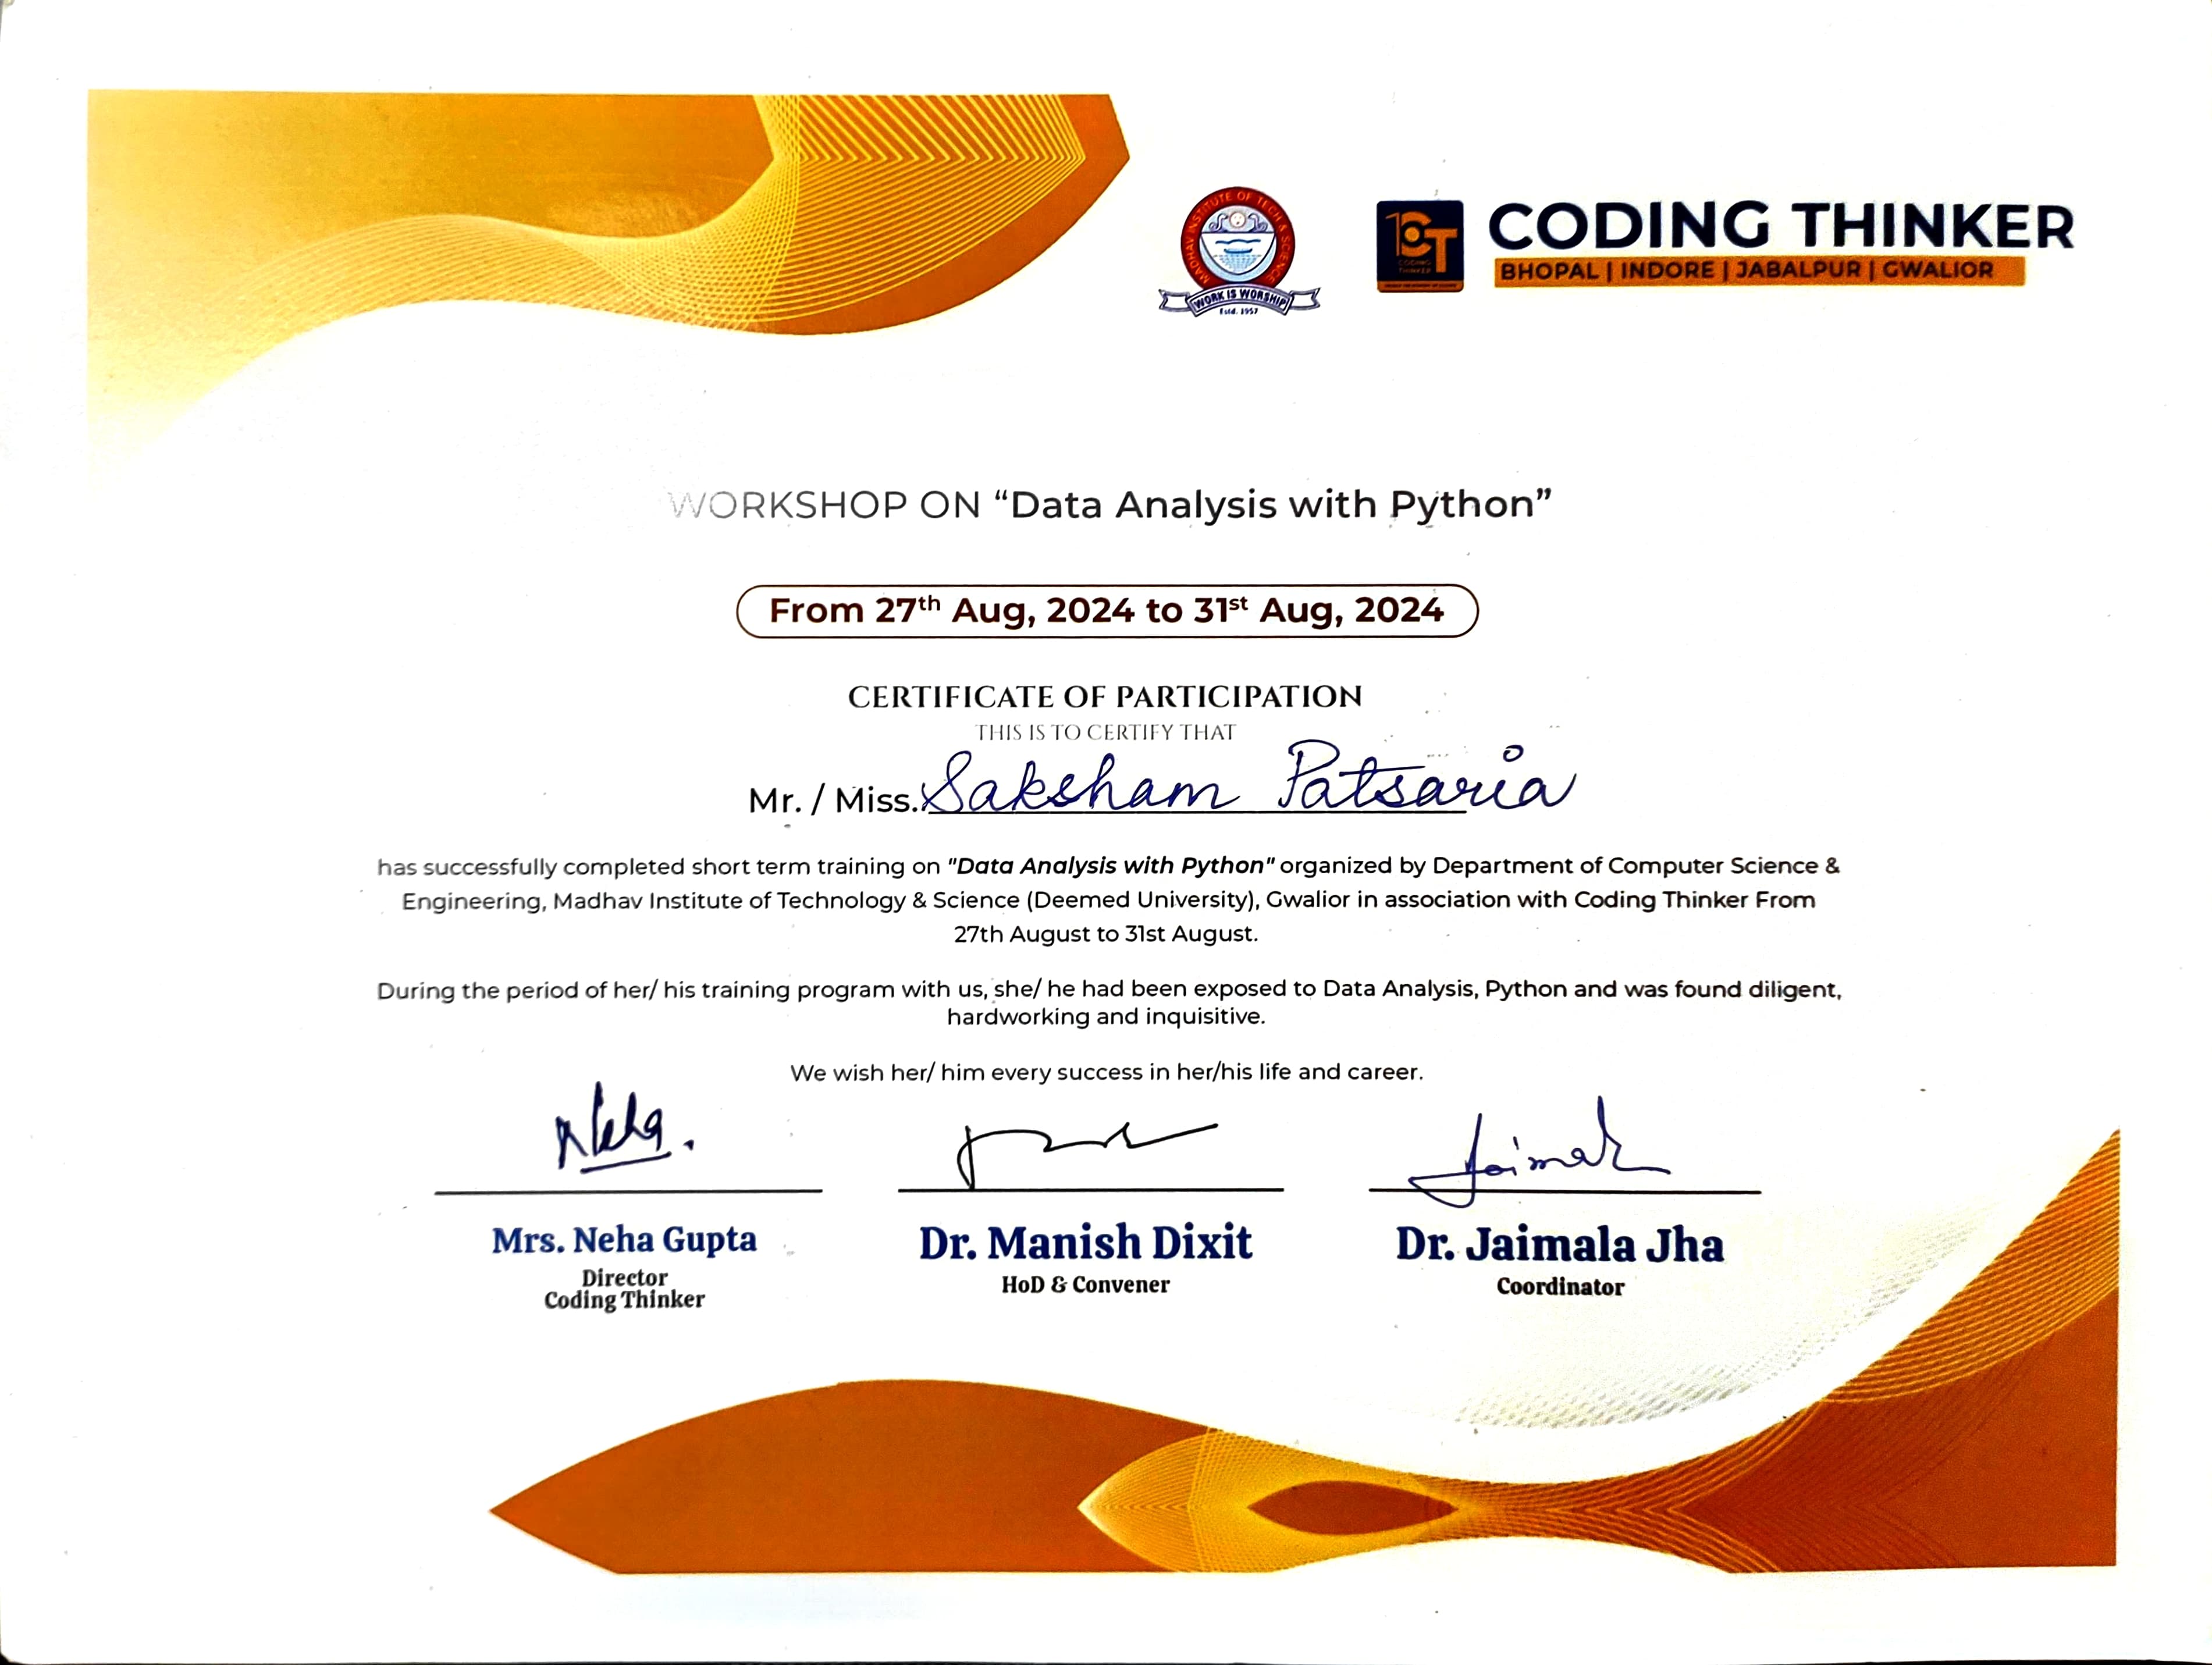 MADHAV INSTITUTE OF TECH & SCIENCE
WORK IS WORSHIP
Estd. 1957
CT
CODING
THINKER
CODING THINKER
BHOPAL | INDORE | JABALPUR | GWALIOR
WORKSHOP ON “Data Analysis with Python”
From 27th Aug, 2024 to 31st Aug, 2024
CERTIFICATE OF PARTICIPATION
THIS IS TO CERTIFY THAT
Mr. / Miss. Saksham Patsaria
has successfully completed short term training on "Data Analysis with Python" organized by Department of Computer Science &
Engineering, Madhav Institute of Technology & Science (Deemed University), Gwalior in association with Coding Thinker From
27th August to 31st August.
During the period of her/ his training program with us, she/ he had been exposed to Data Analysis, Python and was found diligent,
hardworking and inquisitive.
We wish her/ him every success in her/his life and career.
Neha.
Jaimala
Mrs. Neha Gupta
Director
Coding Thinker
Dr. Manish Dixit
HoD & Convener
Dr. Jaimala Jha
Coordinator